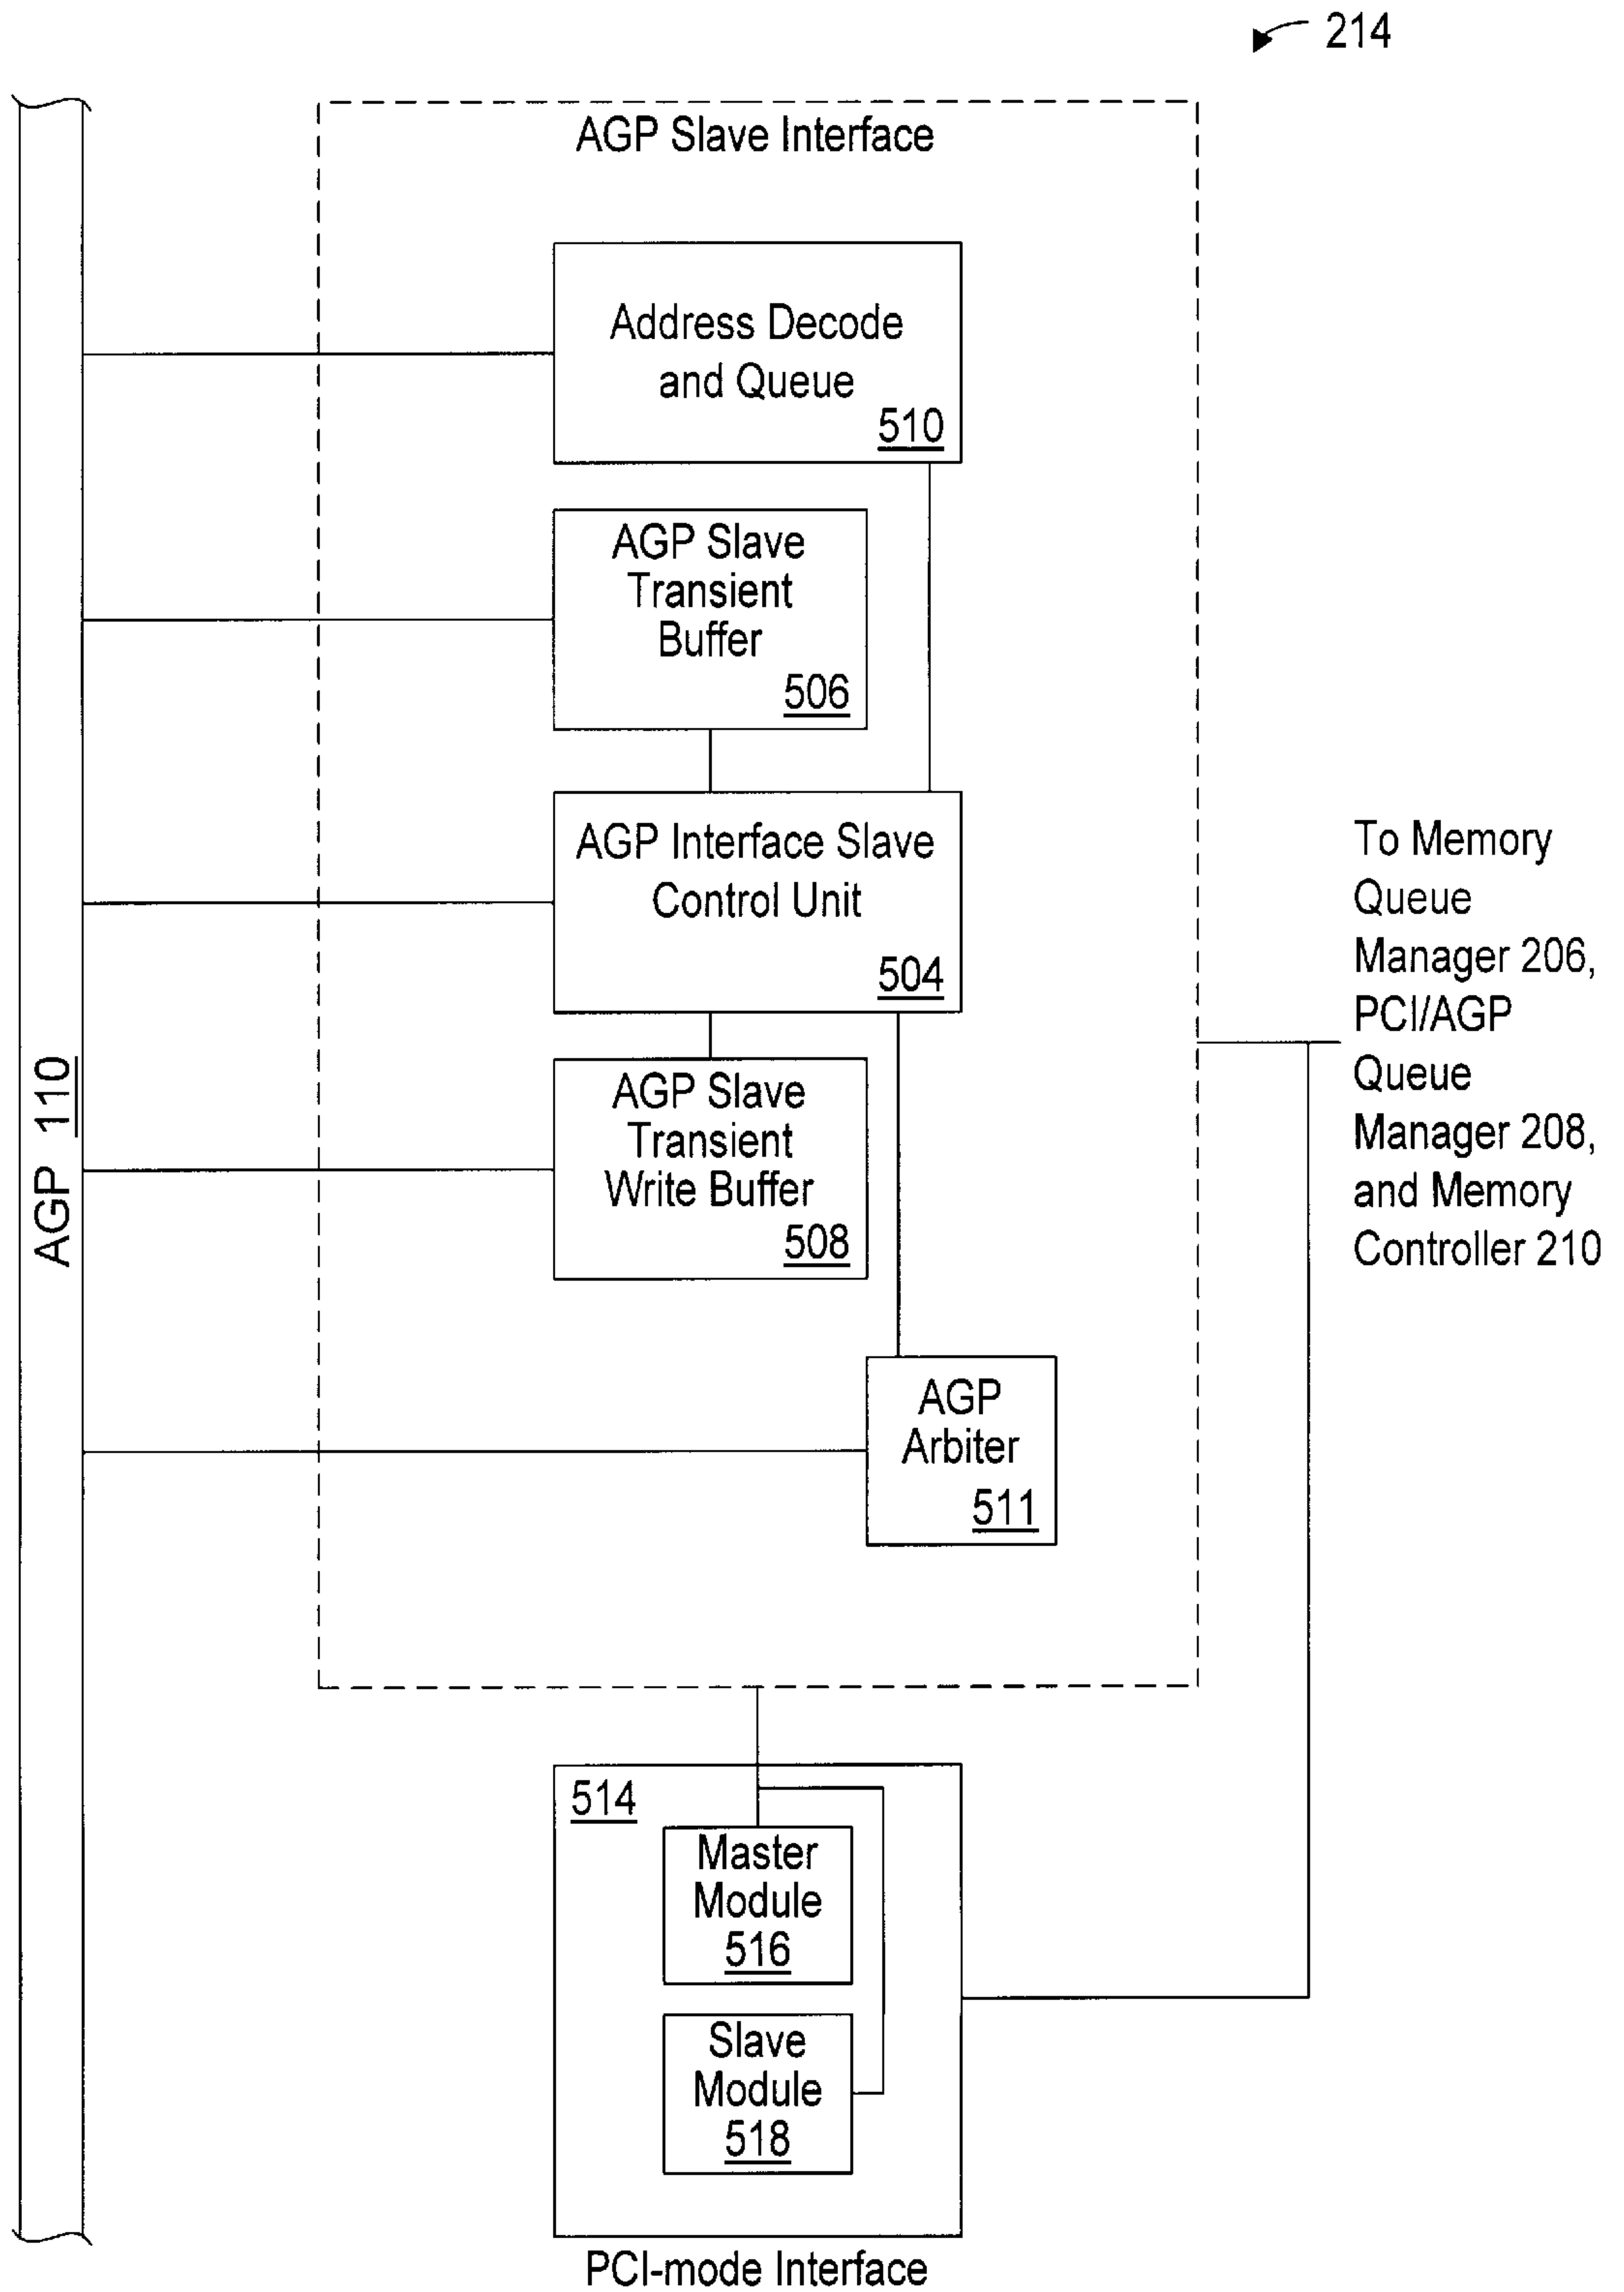 214
AGP Slave Interface
Address Decode
and Queue
510
AGP Slave
Transient
Buffer
506
AGP Interface Slave
Control Unit
504
AGP Slave
Transient
Write Buffer
508
AGP
Arbiter
511
AGP 110
To Memory
Queue
Manager 206,
PCI/AGP
Queue
Manager 208,
and Memory
Controller 210
514
Master
Module
516
Slave
Module
518
PCI-mode Interface